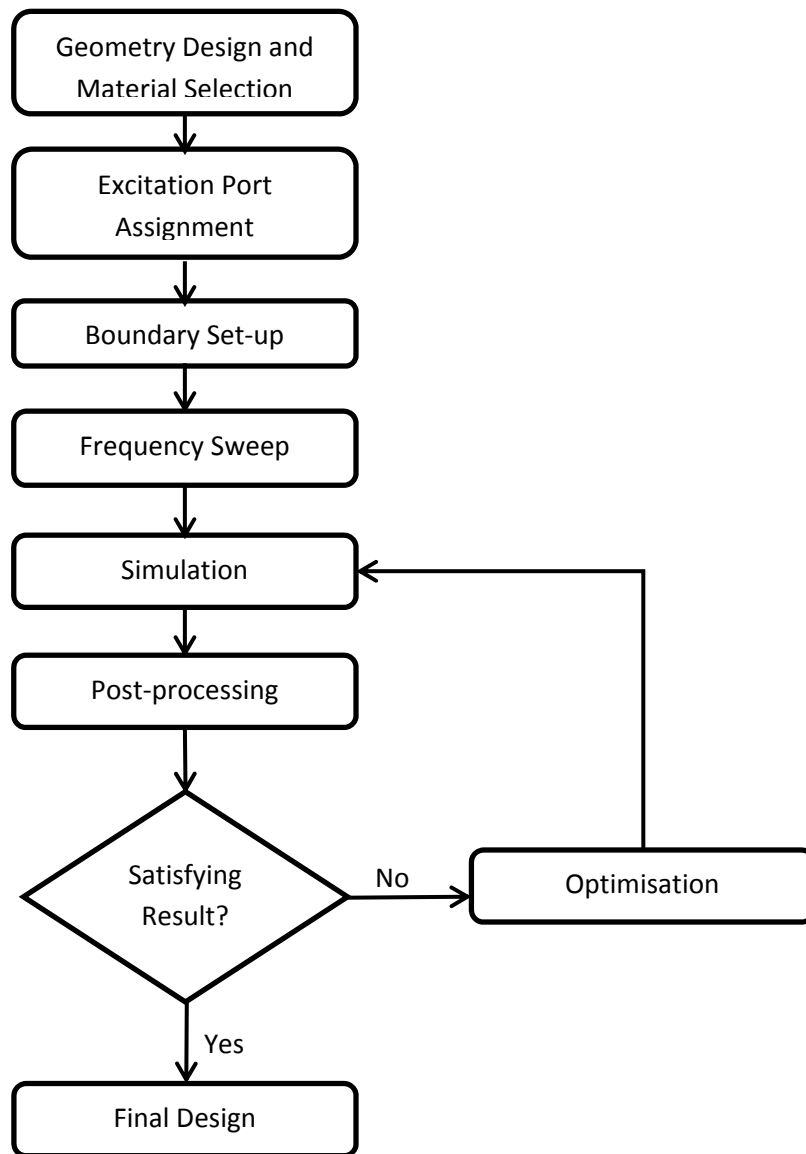 Geometry Design and
Material Selection
Excitation Port
Assignment
Boundary Set-up
Frequency Sweep
Simulation
Post-processing
Satisfying
Result?
No
Optimisation
Yes
Final Design